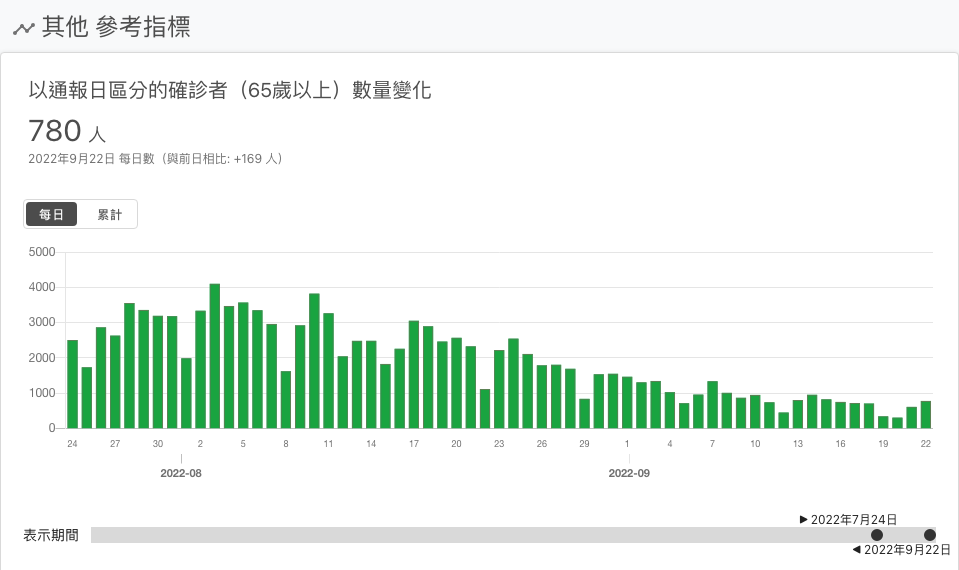 其他 參考指標
以通報日區分的確診者（65歲以上）數量變化
780 人
2022年9月22日 每日數（與前日相比: +169 人）
每日 累計
5000
4000
3000
2000
1000
0
24 27 30 2 5 8 11 14 17 20 23 26 29 1 4 7 10 13 16 19 22
2022-08 2022-09
▶ 2022年7月24日
表示期間
◀ 2022年9月22日